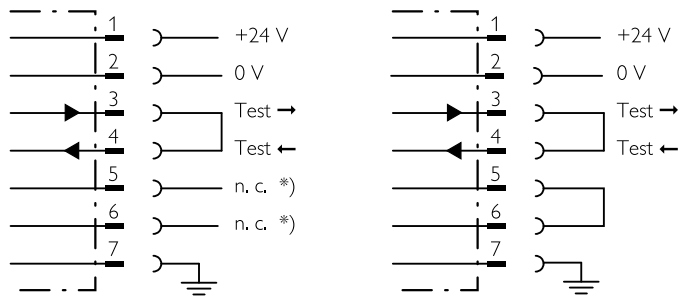 1 +24 V
2 0 V
3 Test →
4 Test ←
5 n. c. *)
6 n. c. *)
7
1 +24 V
2 0 V
3 Test →
4 Test ←
5
6
7